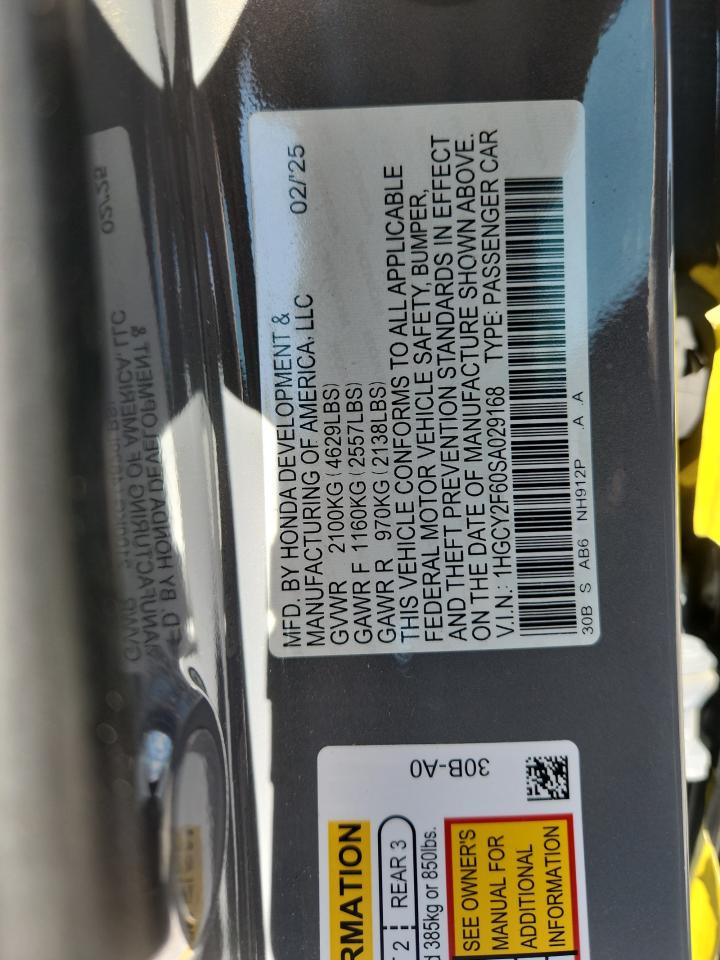 MFD. BY HONDA DEVELOPMENT &
MANUFACTURING OF AMERICA, LLC 02/'25
GVWR 2100KG (4629LBS)
GAWR F 1160KG (2557LBS)
GAWR R 970KG (2138LBS)
THIS VEHICLE CONFORMS TO ALL APPLICABLE
FEDERAL MOTOR VEHICLE SAFETY, BUMPER,
AND THEFT PREVENTION STANDARDS IN EFFECT
ON THE DATE OF MANUFACTURE SHOWN ABOVE.
V.I.N.: 1HGCY2F60SA029168 TYPE: PASSENGER CAR
30B S AB6 NH912P A A
30B-A0
RMATION
2 REAR 3
d 385kg or 850lbs.
SEE OWNER'S
MANUAL FOR
ADDITIONAL
INFORMATION